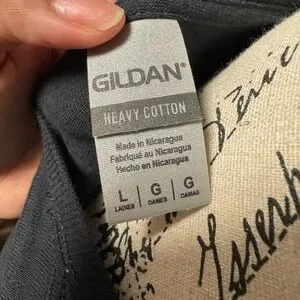 GILDAN®
HEAVY COTTON
Made in Nicaragua
Fabriqué au Nicaragua
Hecho en Nicaragua
L G G
LADIES DAMES DAMAS